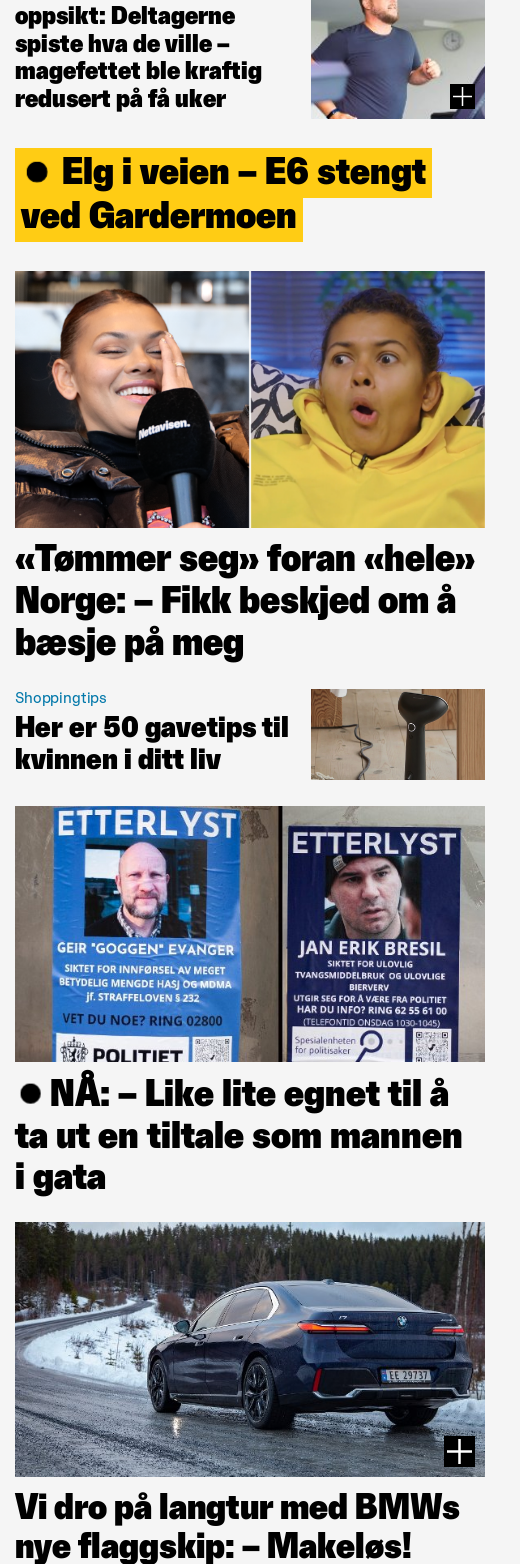 oppsikt: Deltagerne
spiste hva de ville –
magefettet ble kraftig
redusert på få uker
Elg i veien – E6 stengt
ved Gardermoen
Nettavisen.
«Tømmer seg» foran «hele»
Norge: – Fikk beskjed om å
bæsje på meg
Shoppingtips
Her er 50 gavetips til
kvinnen i ditt liv
ETTERLYST
GEIR "GOGGEN" EVANGER
SIKTET FOR INNFØRSEL AV MEGET
BETYDELIG MENGDE HASJ OG MDMA
jf. STRAFFELOVEN § 232
VET DU NOE? RING 02800
POLITIET
ETTERLYST
JAN ERIK BRESIL
SIKTET FOR ULOVLIG
TVANGSMIDDELBRUK OG ULOVLIGE
BIERVERV
UTGIR SEG FOR Å VÆRE FRA POLITIET
HAR DU INFO? RING 62 55 61 00
(TELEFONTID ONSDAG 1030-1045)
Spesialenheten
for politisaker
NÅ: – Like lite egnet til å
ta ut en tiltale som mannen
i gata
i7
EE 29737
Vi dro på langtur med BMWs
nye flaggskip: – Makeløs!